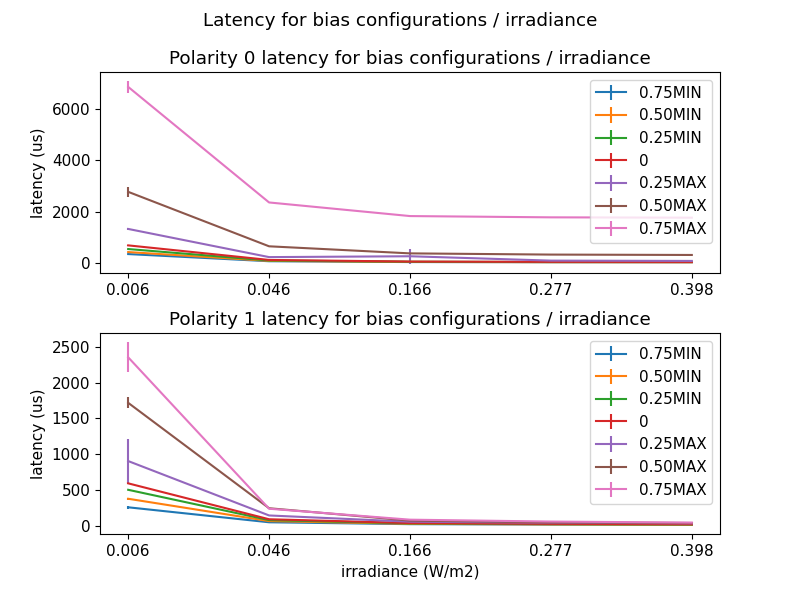 Latency for bias configurations / irradiance
Polarity 0 latency for bias configurations / irradiance
latency (us)
6000
4000
2000
0
0.006
0.046
0.166
0.277
0.398
0.75MIN
0.50MIN
0.25MIN
0
0.25MAX
0.50MAX
0.75MAX
Polarity 1 latency for bias configurations / irradiance
latency (us)
2500
2000
1500
1000
500
0
0.006
0.046
0.166
0.277
0.398
0.75MIN
0.50MIN
0.25MIN
0
0.25MAX
0.50MAX
0.75MAX
irradiance (W/m2)